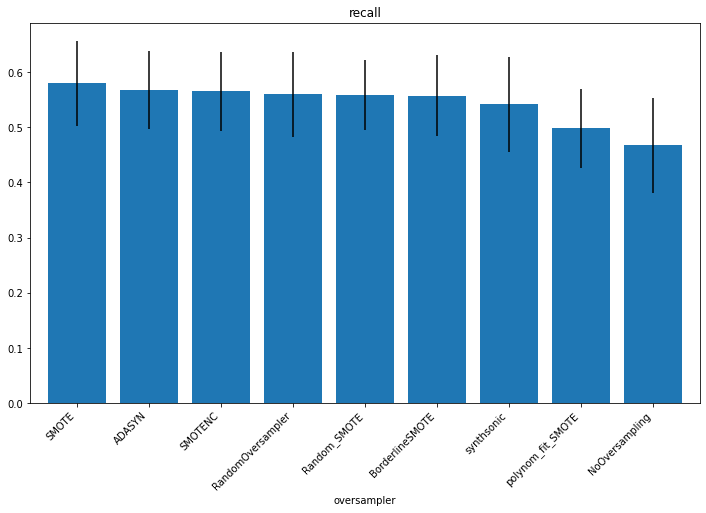 recall
0.6
0.5
0.4
0.3
0.2
0.1
0.0
SMOTE
ADASYN
SMOTENC
RandomOversampler
Random_SMOTE
BorderlineSMOTE
synthsonic
polynom_fit_SMOTE
NoOversampling
oversampler